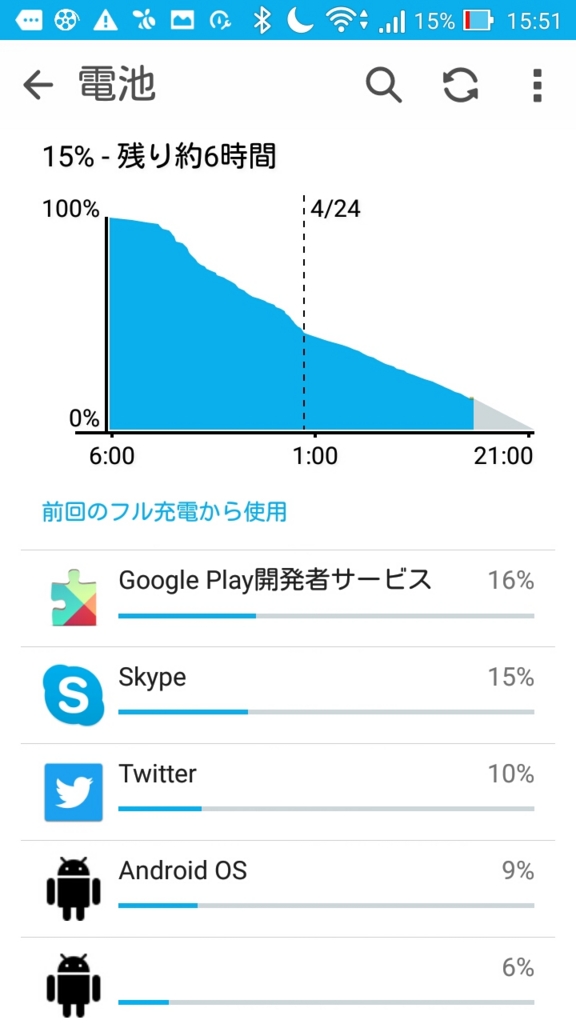 15% 15:51
電池
15% - 残り約6時間
100%
4/24
0%
6:00 1:00 21:00
前回のフル充電から使用
Google Play開発者サービス 16%
Skype 15%
Twitter 10%
Android OS 9%
6%